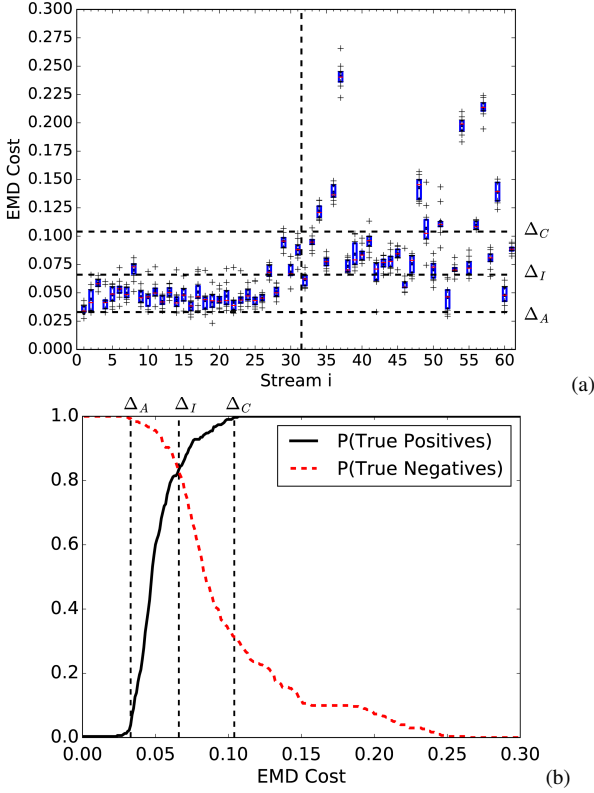 0.300
0.275
0.250
0.225
0.200
0.175
0.150
0.125
0.100
0.075
0.050
0.025
0.000
EMD Cost
Δ_C
Δ_I
Δ_A
0 5 10 15 20 25 30 35 40 45 50 55 60
Stream i
(a)
Δ_A Δ_I Δ_C
1.0
0.8
0.6
0.4
0.2
0.0
P(True Positives)
P(True Negatives)
0.00 0.05 0.10 0.15 0.20 0.25 0.30
EMD Cost
(b)